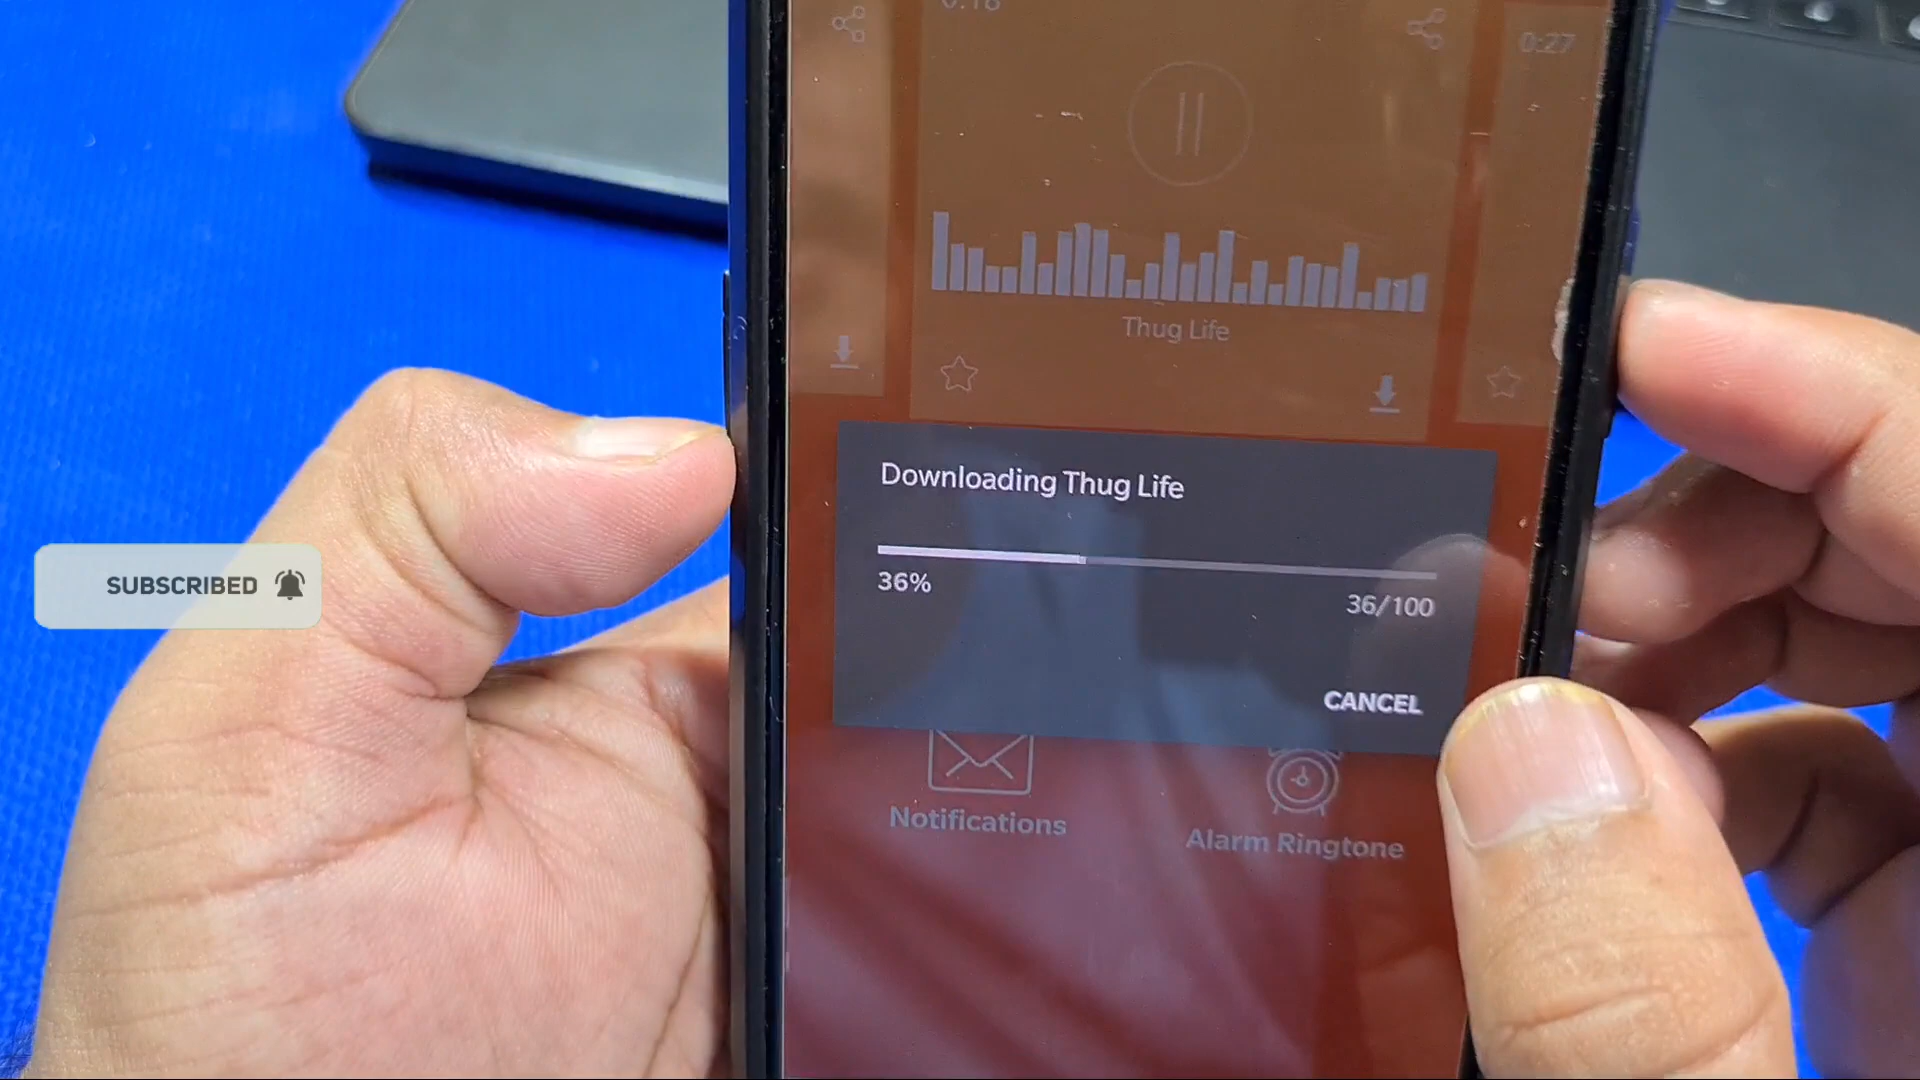 0:27
Thug Life
Downloading Thug Life
36%
36/100
CANCEL
Notifications
Alarm Ringtone
SUBSCRIBED